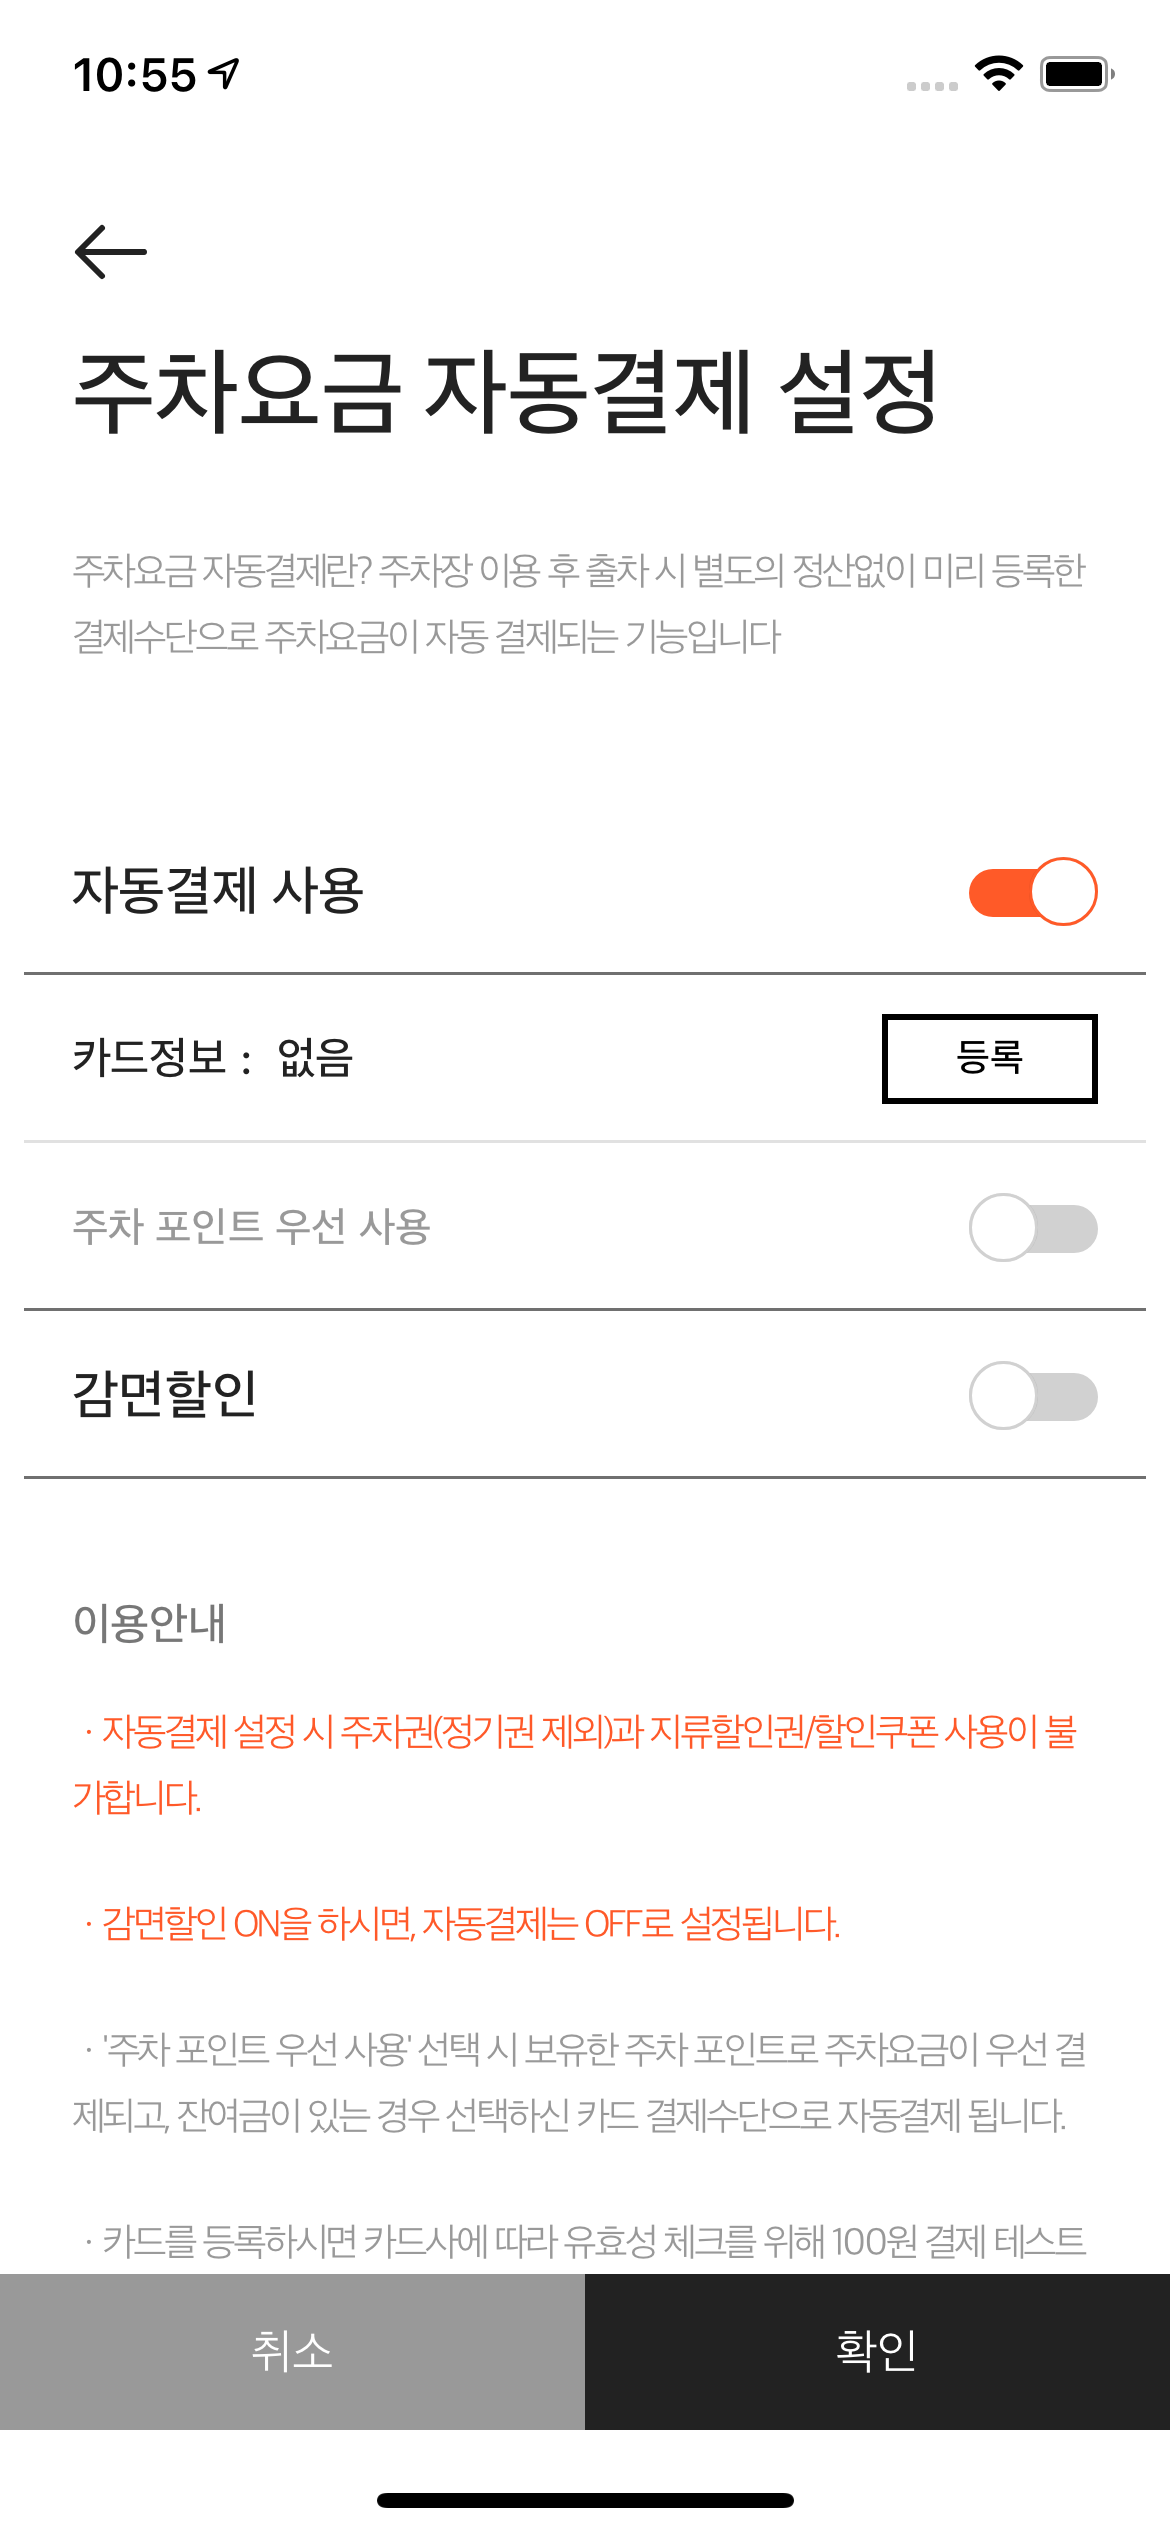 10:55
주차요금 자동결제 설정
주차요금 자동결제란? 주차장 이용 후 출차 시 별도의 정산없이 미리 등록한
결제수단으로 주차요금이 자동 결제되는 기능입니다
자동결제 사용
카드정보 : 없음
등록
주차 포인트 우선 사용
감면할인
이용안내
· 자동결제 설정 시 주차권(정기권 제외)과 지류할인권/할인쿠폰 사용이 불
가합니다.
· 감면할인 ON을 하시면, 자동결제는 OFF로 설정됩니다.
· '주차 포인트 우선 사용' 선택 시 보유한 주차 포인트로 주차요금이 우선 결
제되고, 잔여금이 있는 경우 선택하신 카드 결제수단으로 자동결제 됩니다.
· 카드를 등록하시면 카드사에 따라 유효성 체크를 위해 100원 결제 테스트
취소
확인